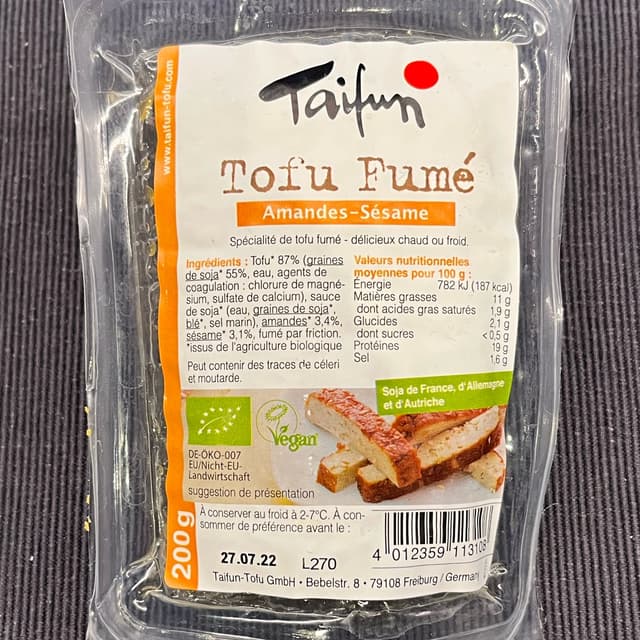 www.taifun-tofu.com
Taifun
Tofu Fumé
Amandes-Sésame
Spécialité de tofu fumé - délicieux chaud ou froid.
Ingrédients : Tofu* 87% (graines
de soja* 55%, eau, agents de
coagulation : chlorure de magné-
sium, sulfate de calcium), sauce
de soja* (eau, graines de soja*,
blé*, sel marin), amandes* 3,4%,
sésame* 3,1%, fumé par friction.
*issus de l'agriculture biologique
Peut contenir des traces de céleri
et moutarde.
Valeurs nutritionnelles
moyennes pour 100 g :
Énergie 782 kJ (187 kcal)
Matières grasses 11 g
dont acides gras saturés 1,9 g
Glucides 2,1 g
dont sucres <0,5 g
Protéines 19 g
Sel 1,6 g
Soja de France, d'Allemagne
et d'Autriche
Vegan
DE-ÖKO-007
EU/Nicht-EU-
Landwirtschaft
suggestion de présentation
200g
À conserver au froid à 2-7°C. À con-
sommer de préférence avant le :
27.07.22 L270
4 012359 113108
Taifun-Tofu GmbH • Bebelstr. 8 • 79108 Freiburg / Germany